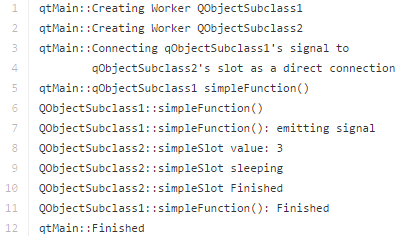 1 qtMain::Creating Worker QObjectSubclass1
2 qtMain::Creating Worker QObjectSubclass2
3 qtMain::Connecting qObjectSubclass1's signal to
4 qObjectSubclass2's slot as a direct connection
5 qtMain::qObjectSubclass1 simpleFunction()
6 QObjectSubclass1::simpleFunction()
7 QObjectSubclass1::simpleFunction(): emitting signal
8 QObjectSubclass2::simpleSlot value: 3
9 QObjectSubclass2::simpleSlot sleeping
10 QObjectSubclass2::simpleSlot Finished
11 QObjectSubclass1::simpleFunction(): Finished
12 qtMain::Finished